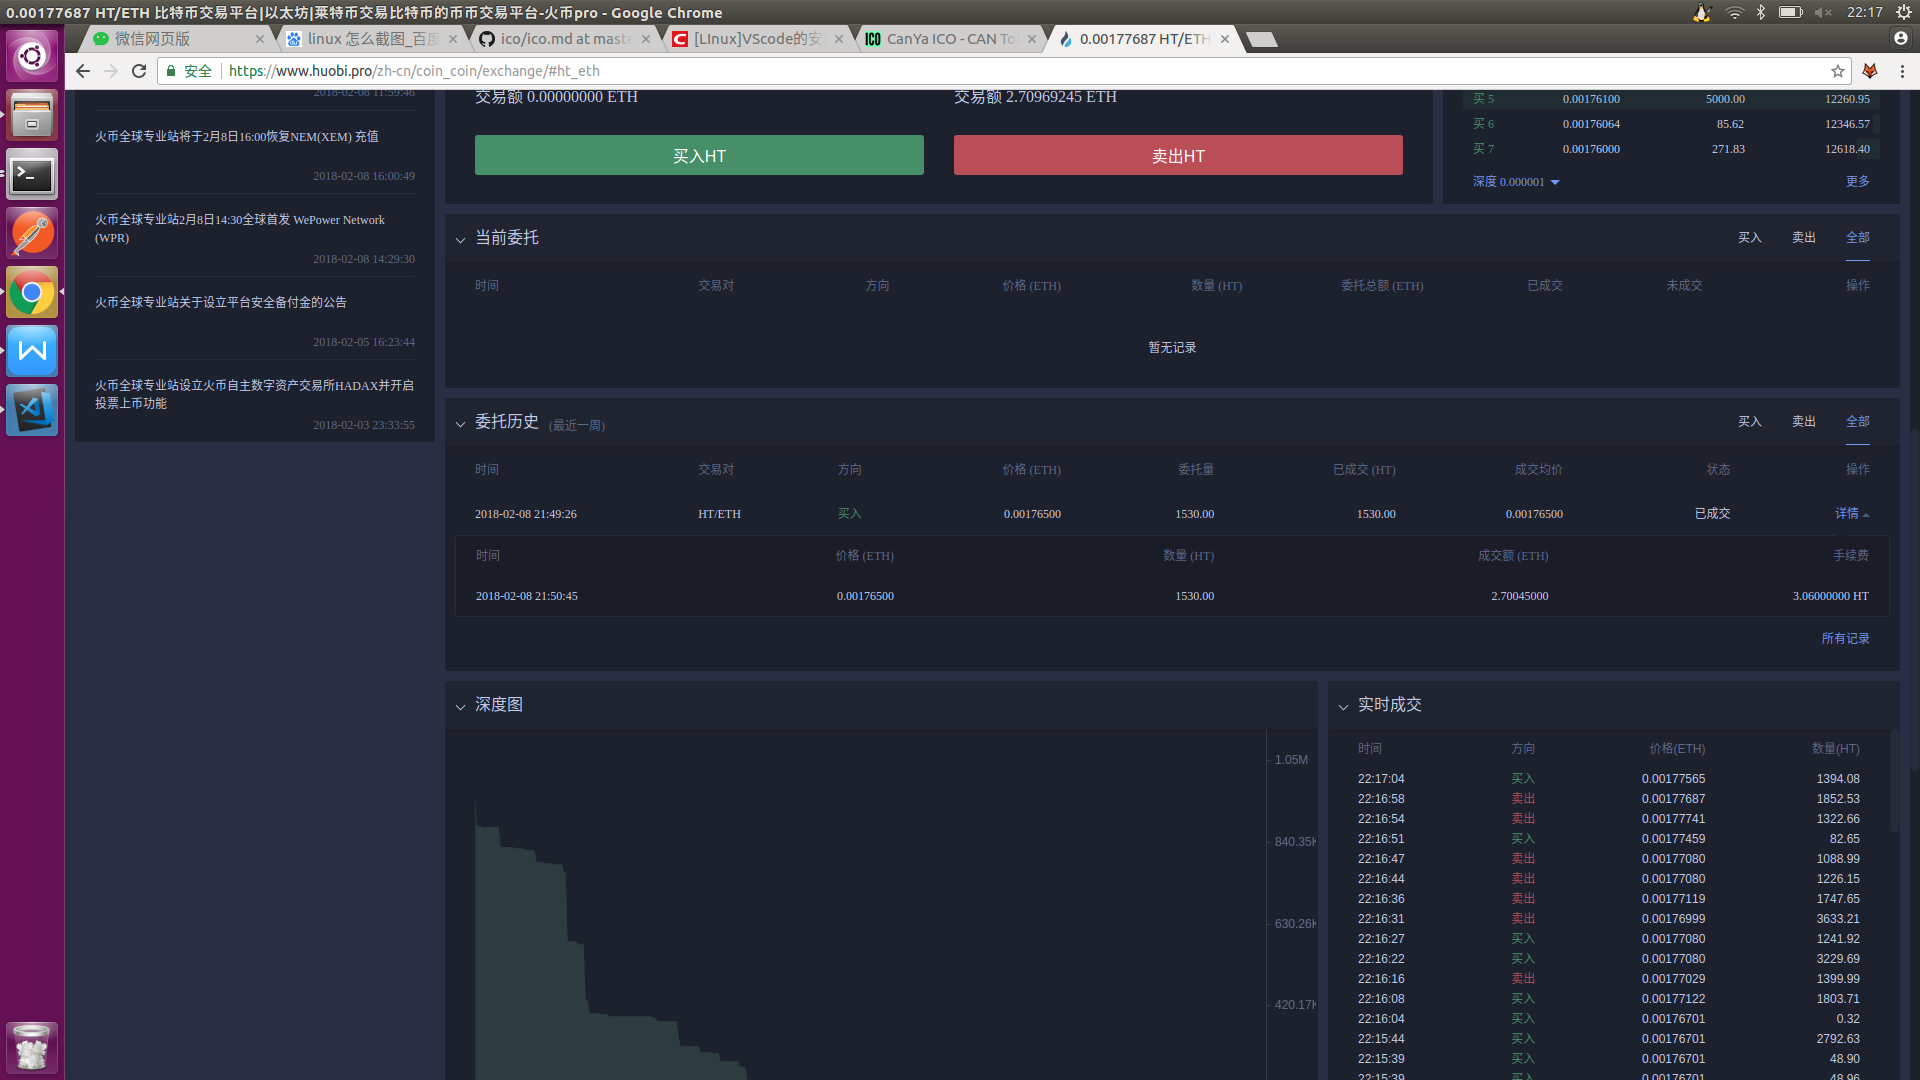 0.00177687 HT/ETH 比特币交易平台|以太坊|莱特币交易比特币的币币交易平台-火币pro - Google Chrome
22:17
微信网页版
linux 怎么截图_百度
ico/ico.md at maste
[LInux]VScode的安
CanYa ICO - CAN To
0.00177687 HT/ETH
安全
https://www.huobi.pro/zh-cn/coin_coin/exchange/#ht_eth
2018-02-08 11:59:46
火币全球专业站将于2月8日16:00恢复NEM(XEM) 充值
2018-02-08 16:00:49
火币全球专业站2月8日14:30全球首发 WePower Network
(WPR)
2018-02-08 14:29:30
火币全球专业站关于设立平台安全备付金的公告
2018-02-05 16:23:44
火币全球专业站设立火币自主数字资产交易所HADAX并开启
投票上币功能
2018-02-03 23:33:55
交易额 0.00000000 ETH
交易额 2.70969245 ETH
买入HT
卖出HT
买 5 0.00176100 5000.00 12260.95
买 6 0.00176064 85.62 12346.57
买 7 0.00176000 271.83 12618.40
深度 0.000001
更多
当前委托
买入 卖出 全部
时间 交易对 方向 价格 (ETH) 数量 (HT) 委托总额 (ETH) 已成交 未成交 操作
暂无记录
委托历史 (最近一周)
买入 卖出 全部
时间 交易对 方向 价格 (ETH) 委托量 已成交 (HT) 成交均价 状态 操作
2018-02-08 21:49:26 HT/ETH 买入 0.00176500 1530.00 1530.00 0.00176500 已成交 详情
时间 价格 (ETH) 数量 (HT) 成交额 (ETH) 手续费
2018-02-08 21:50:45 0.00176500 1530.00 2.70045000 3.06000000 HT
所有记录
深度图
1.05M
840.35K
630.26K
420.17K
实时成交
时间 方向 价格(ETH) 数量(HT)
22:17:04 买入 0.00177565 1394.08
22:16:58 卖出 0.00177687 1852.53
22:16:54 卖出 0.00177741 1322.66
22:16:51 买入 0.00177459 82.65
22:16:47 卖出 0.00177080 1088.99
22:16:44 卖出 0.00177080 1226.15
22:16:36 卖出 0.00177119 1747.65
22:16:31 卖出 0.00176999 3633.21
22:16:27 买入 0.00177080 1241.92
22:16:22 买入 0.00177080 3229.69
22:16:16 卖出 0.00177029 1399.99
22:16:08 买入 0.00177122 1803.71
22:16:04 买入 0.00176701 0.32
22:15:44 买入 0.00176701 2792.63
22:15:39 买入 0.00176701 48.90
22:15:39 买入 0.00176701 48.96